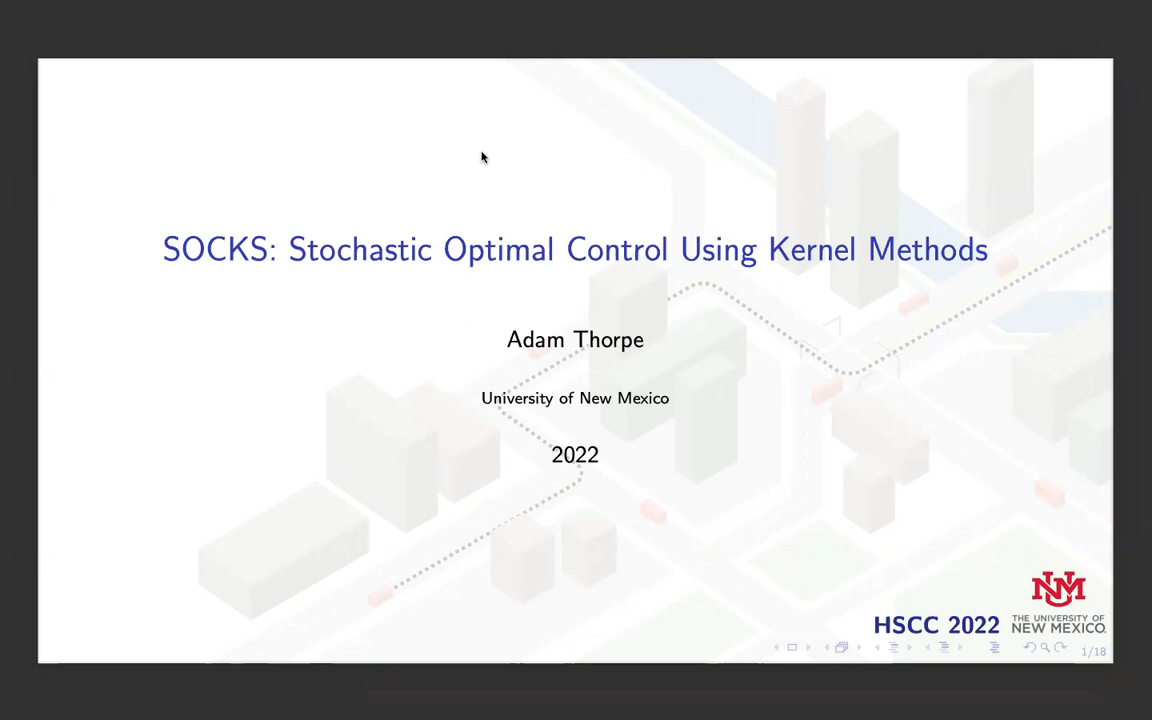 SOCKS: Stochastic Optimal Control Using Kernel Methods
Adam Thorpe
University of New Mexico
2022
HSCC 2022
UNM
THE UNIVERSITY OF
NEW MEXICO.
1/18